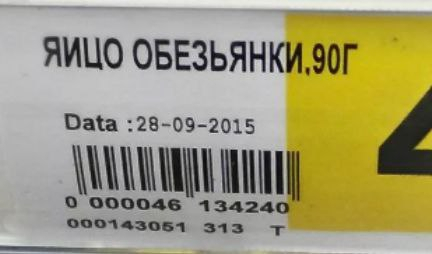 ЯИЦО ОБЕЗЬЯНКИ,90Г
Data :28-09-2015
0 000046 134240
000143051 313 T